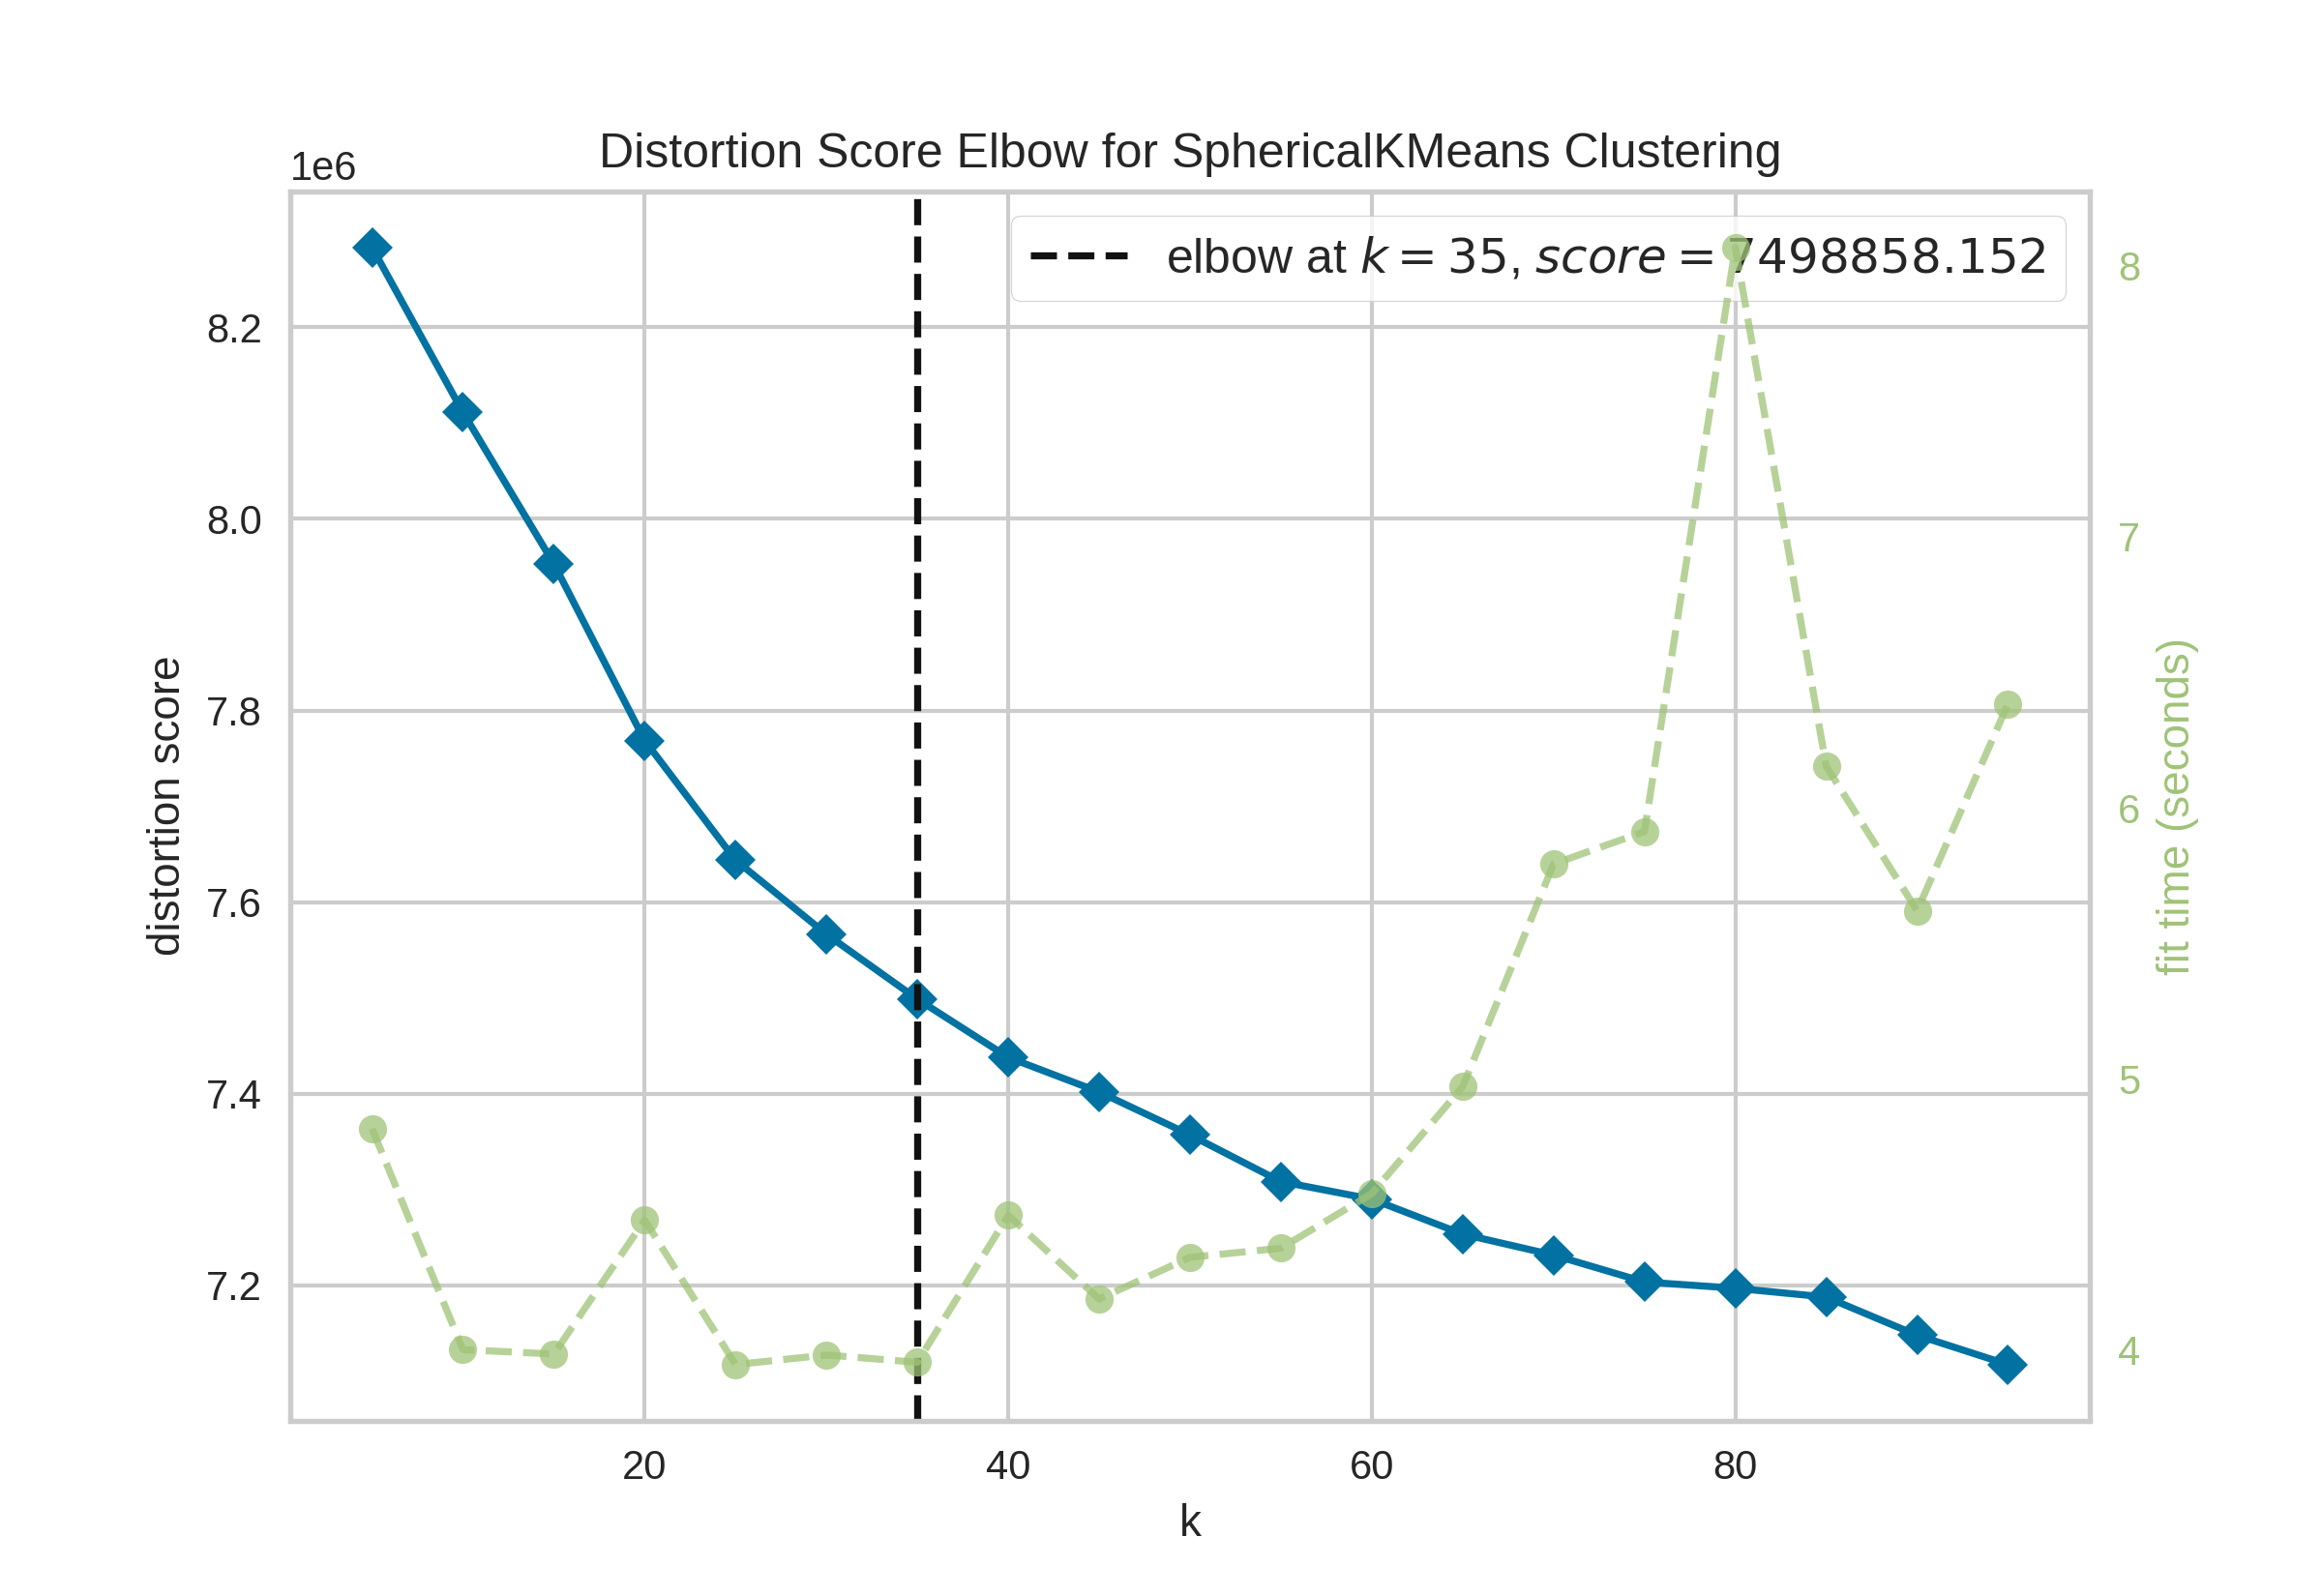 Distortion Score Elbow for SphericalKMeans Clustering
1e6
elbow at k = 35, score = 7498858.152
8.2
8.0
7.8
7.6
7.4
7.2
distortion score
8
7
6
5
4
fit time (seconds)
20 40 60 80
k